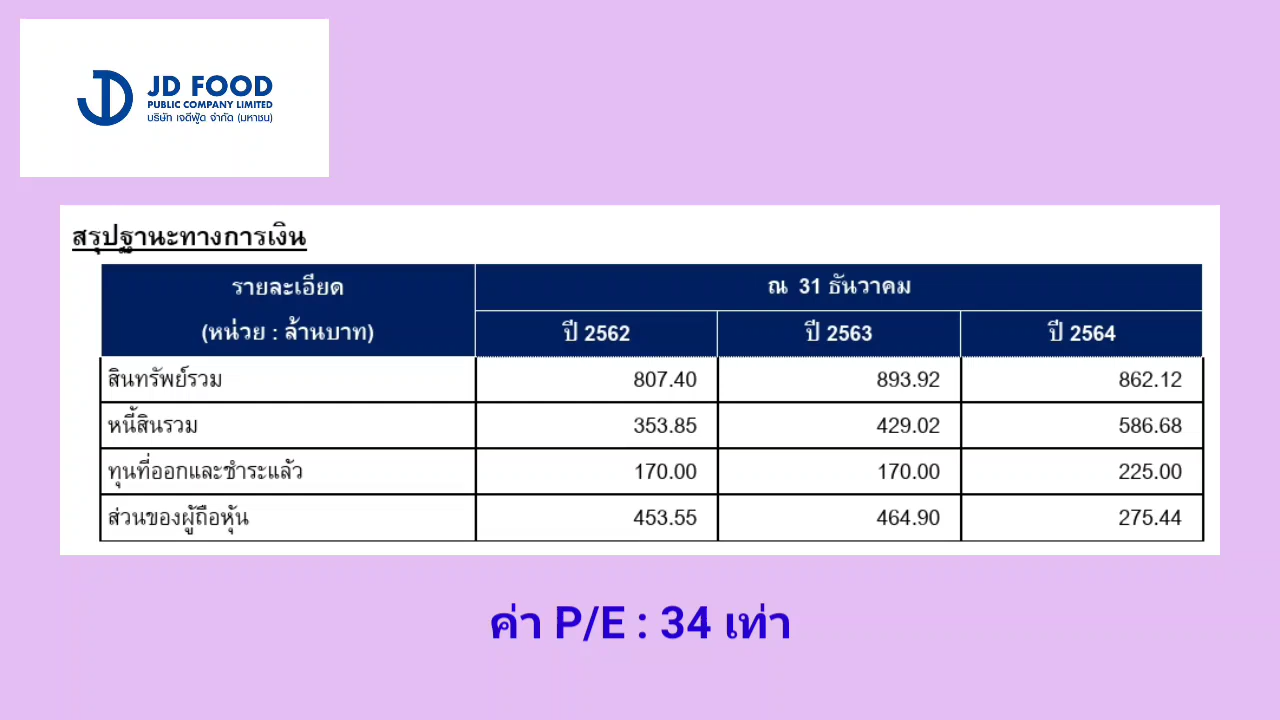 JD FOOD
PUBLIC COMPANY LIMITED
บริษัท เจดีฟู้ด จำกัด (มหาชน)
สรุปฐานะทางการเงิน
รายละเอียด ณ 31 ธันวาคม
(หน่วย : ล้านบาท) ปี 2562 ปี 2563 ปี 2564
สินทรัพย์รวม 807.40 893.92 862.12
หนี้สินรวม 353.85 429.02 586.68
ทุนที่ออกและชำระแล้ว 170.00 170.00 225.00
ส่วนของผู้ถือหุ้น 453.55 464.90 275.44
ค่า P/E : 34 เท่า